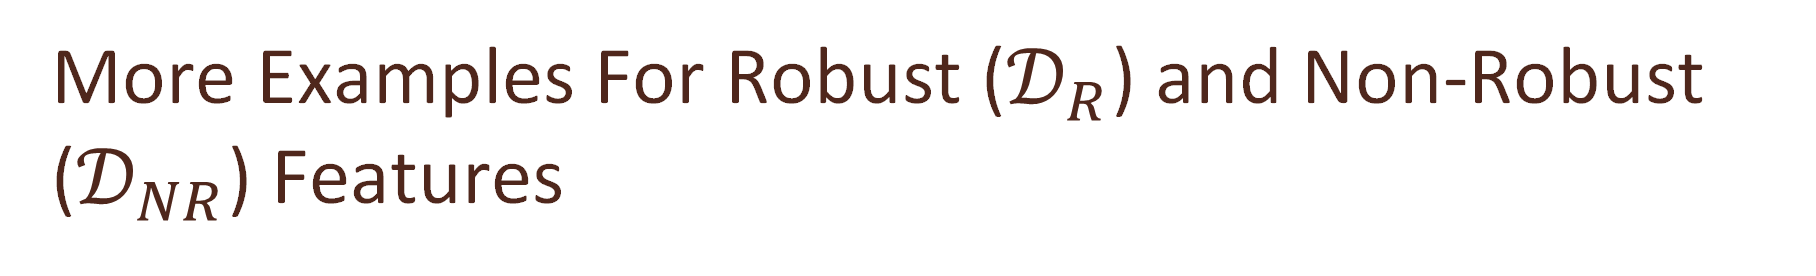 More Examples For Robust (𝒟_R) and Non-Robust
(𝒟_NR) Features